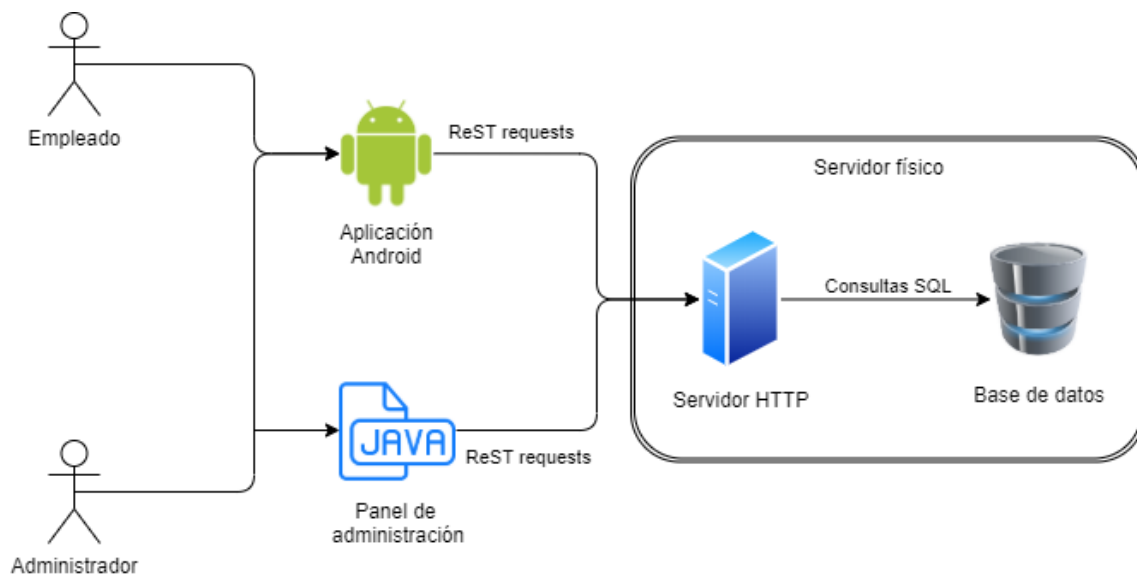 Empleado
ReST requests
Aplicación
Android
Servidor físico
Consultas SQL
Servidor HTTP
Base de datos
JAVA
ReST requests
Panel de
administración
Administrador